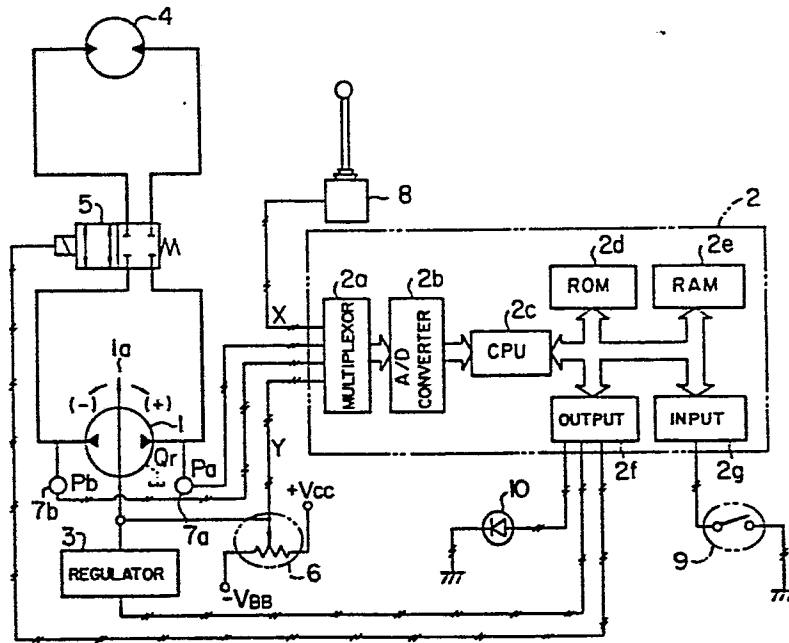 4
5
8
2
2a
2b
2c
2d
2e
X
MULTIPLEXOR
A/D CONVERTER
CPU
ROM
RAM
1a
(-)
(+)
1
Y
OUTPUT
INPUT
Qr
Pa
Pb
7b
7a
2f
2g
+VCC
10
3
REGULATOR
6
9
-VBB